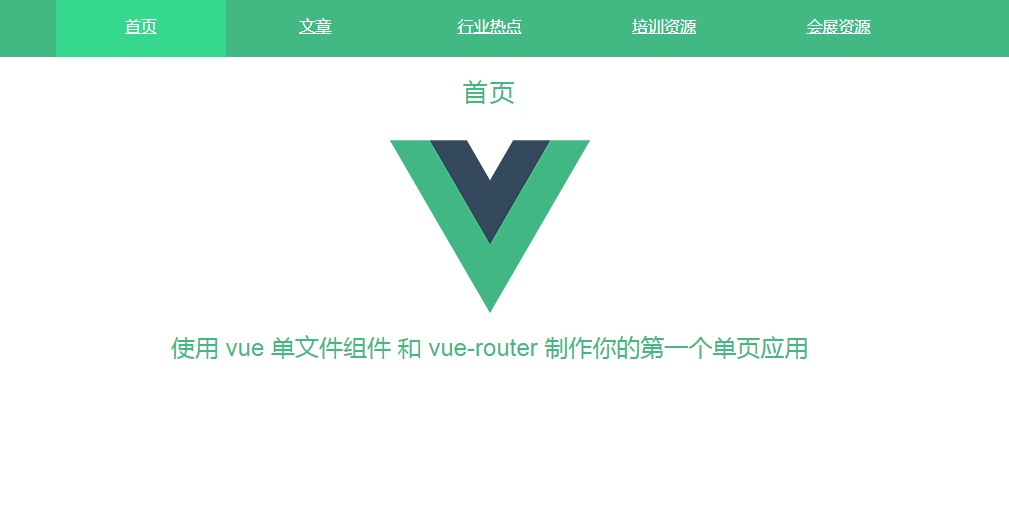 首页 文章 行业热点 培训资源 会展资源
首页
使用 vue 单文件组件 和 vue-router 制作你的第一个单页应用